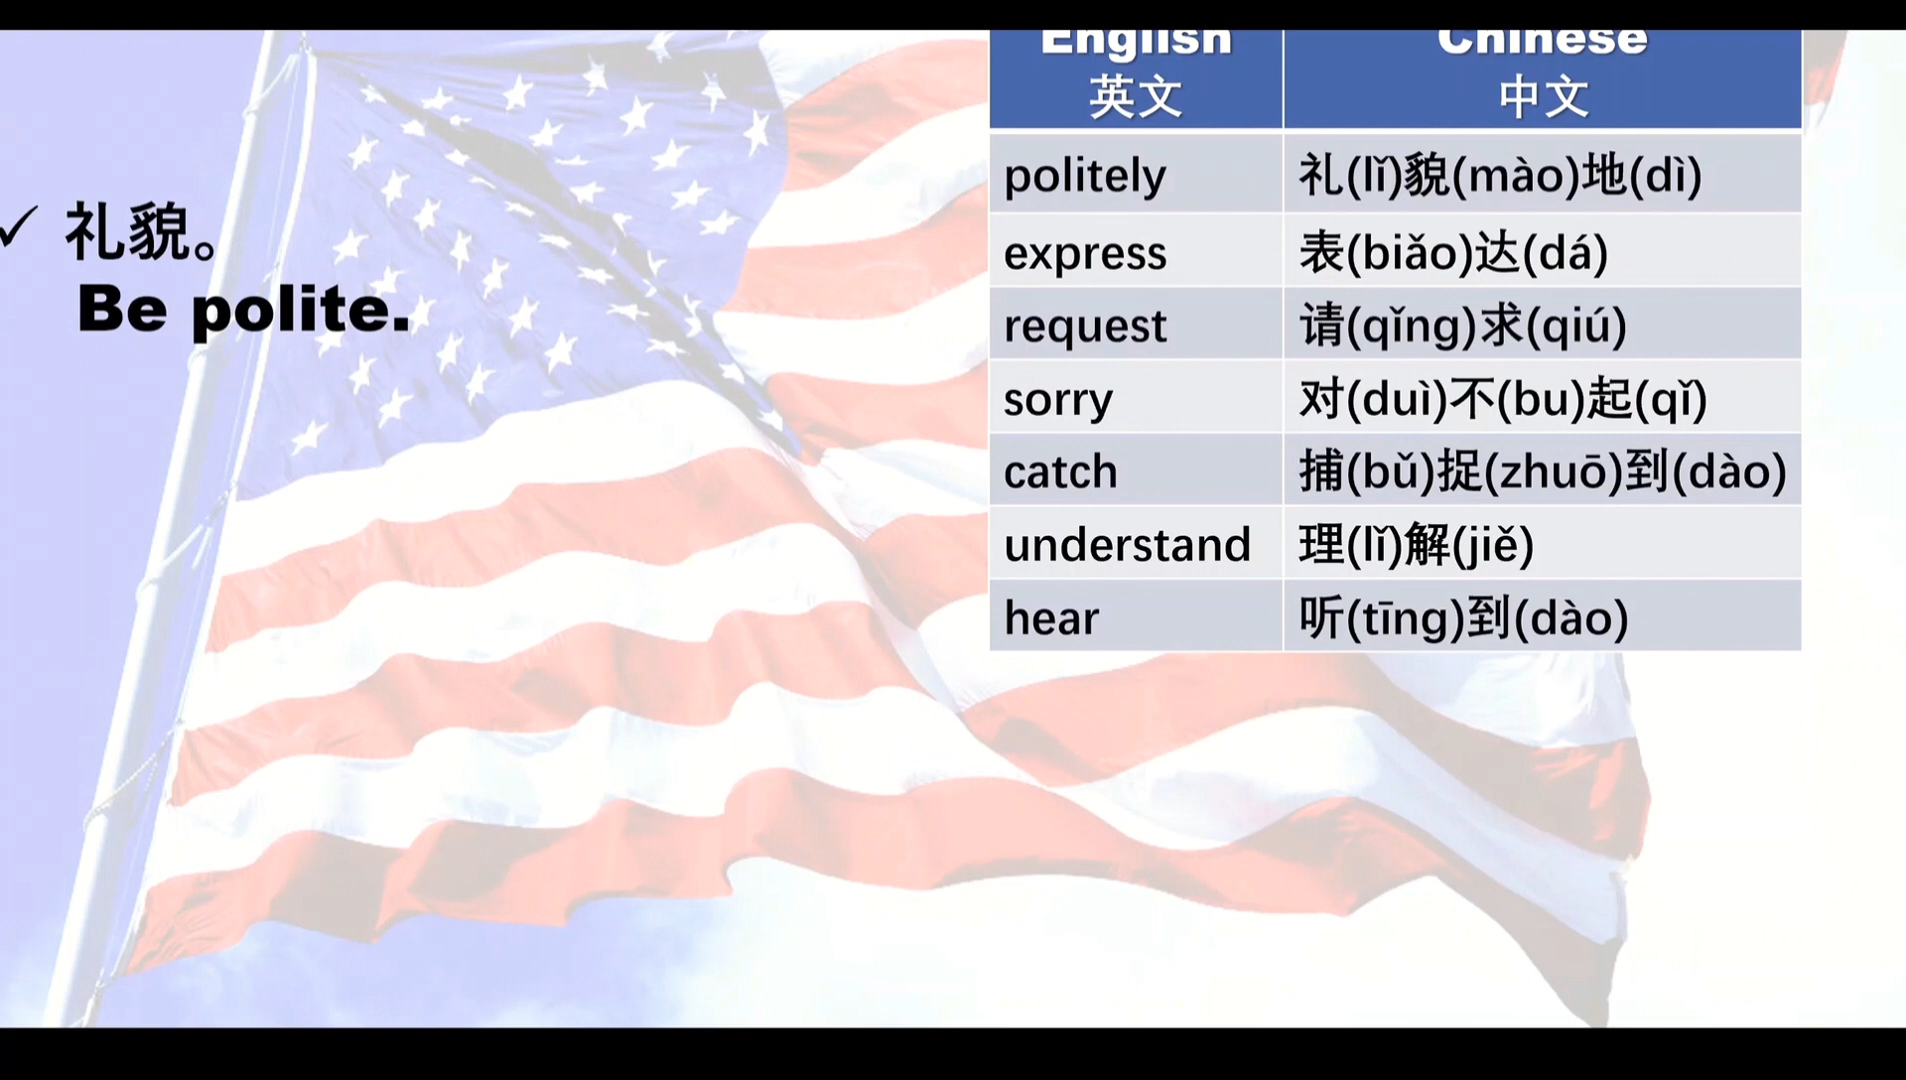 ✓ 礼貌。
Be polite.
English Chinese
英文 中文
politely 礼(lǐ)貌(mào)地(dì)
express 表(biǎo)达(dá)
request 请(qǐng)求(qiú)
sorry 对(duì)不(bu)起(qǐ)
catch 捕(bǔ)捉(zhuō)到(dào)
understand 理(lǐ)解(jiě)
hear 听(tīng)到(dào)